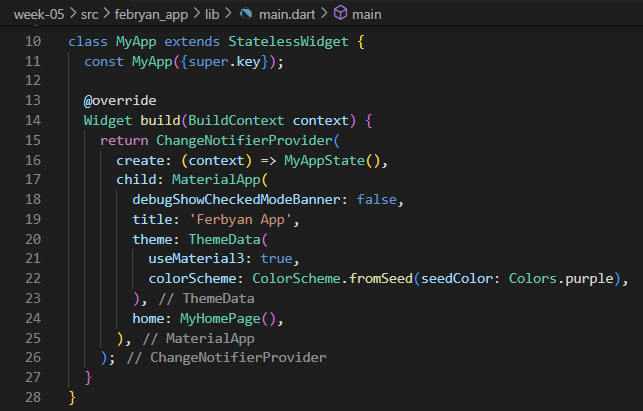 week-05 > src > febryan_app > lib > main.dart > main
10 class MyApp extends StatelessWidget {
11   const MyApp({super.key});
12
13   @override
14   Widget build(BuildContext context) {
15     return ChangeNotifierProvider(
16       create: (context) => MyAppState(),
17       child: MaterialApp(
18         debugShowCheckedModeBanner: false,
19         title: 'Ferbyan App',
20         theme: ThemeData(
21           useMaterial3: true,
22           colorScheme: ColorScheme.fromSeed(seedColor: Colors.purple),
23         ), // ThemeData
24         home: MyHomePage(),
25       ), // MaterialApp
26     ); // ChangeNotifierProvider
27   }
28 }